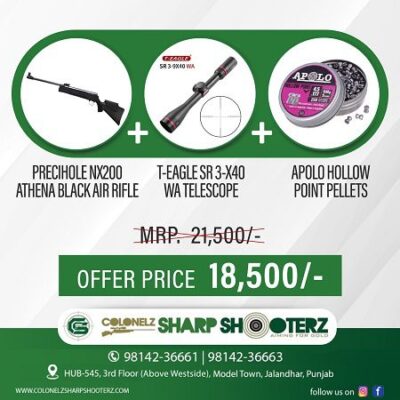 T-EAGLE
SR 3-9X40 WA
APOLO
PRECIHOLE NX200
ATHENA BLACK AIR RIFLE
T-EAGLE SR 3-X40
WA TELESCOPE
APOLO HOLLOW
POINT PELLETS
MRP. 21,500/-
OFFER PRICE 18,500/-
COLONELZ SHARP SHOOTERZ
AIMING FOR GOLD
98142-36661 | 98142-36663
HUB-545, 3rd Floor (Above Westside), Model Town, Jalandhar, Punjab
WWW.COLONELZSHARPSHOOTERZ.COM
follow us on